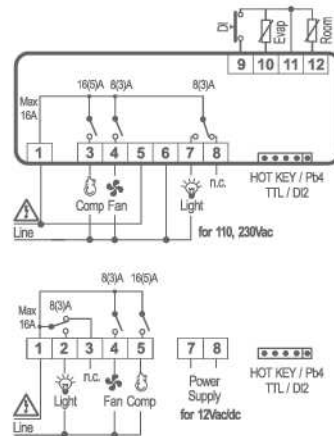 DI Evap Room
9 10 11 12
16(5)A 8(3)A 8(3)A
Max
16A
1 3 4 5 6 7 8
n.c.
Comp Fan Light
HOT KEY / Pb4
TTL / DI2
Line
for 110, 230Vac
8(3)A 16(5)A
8(3)A
Max
16A
1 2 3 4 5 7 8
n.c.
Light Fan Comp
Power
Supply
for 12Vac/dc
HOT KEY / Pb4
TTL / DI2
Line